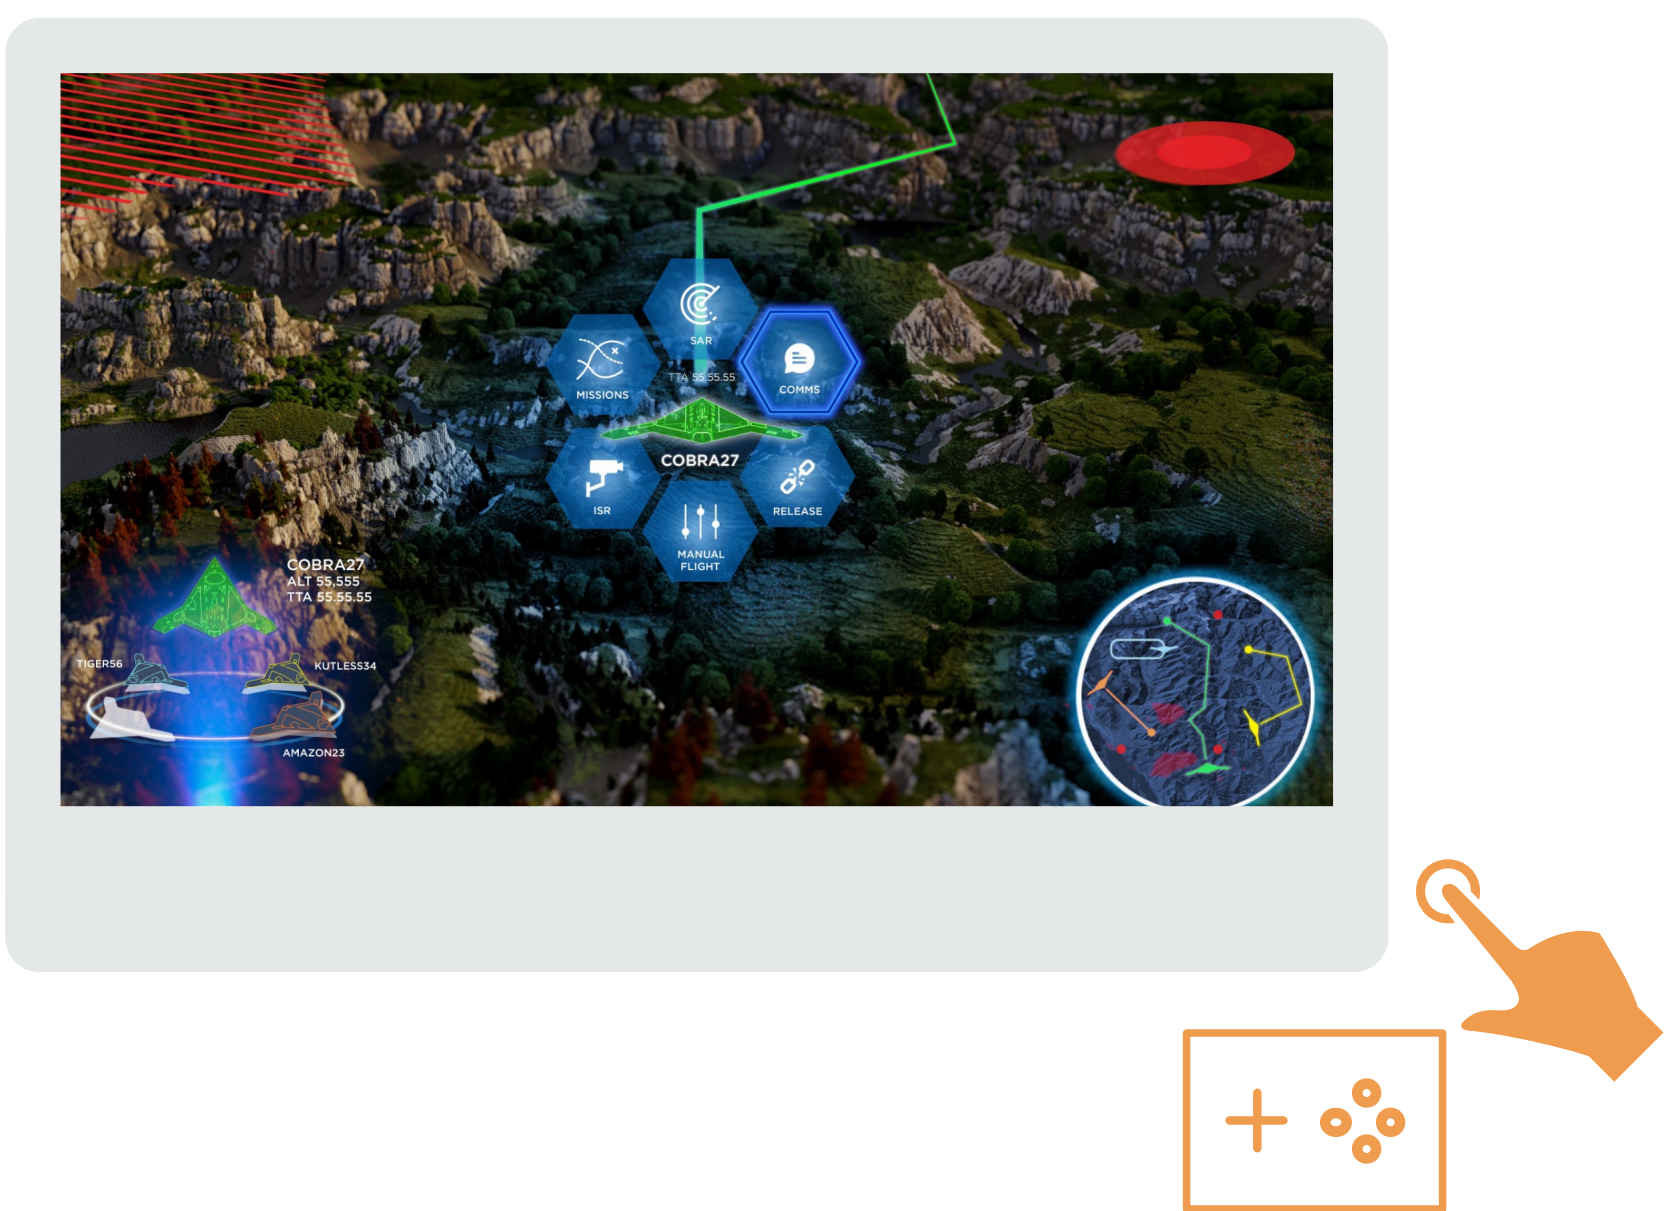 SAR
MISSIONS
TTA 55.55.55
COMMS
COBRA27
ISR
RELEASE
MANUAL
FLIGHT
COBRA27
ALT 55,555
TTA 55.55.55
TIGER56
KUTLESS34
AMAZON23